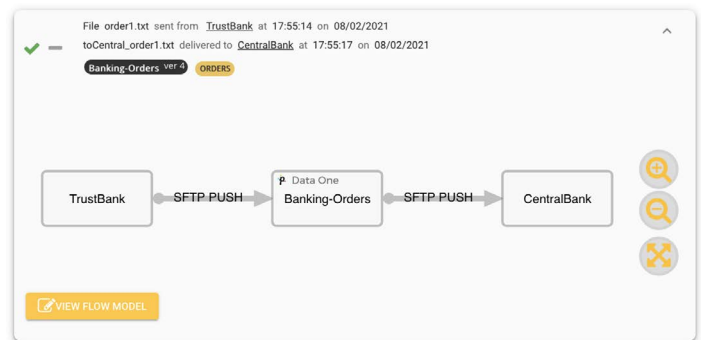 File order1.txt sent from TrustBank at 17:55:14 on 08/02/2021
toCentral_order1.txt delivered to CentralBank at 17:55:17 on 08/02/2021
Banking-Orders ver 4 ORDERS
Data One
TrustBank SFTP PUSH Banking-Orders SFTP PUSH CentralBank
VIEW FLOW MODEL